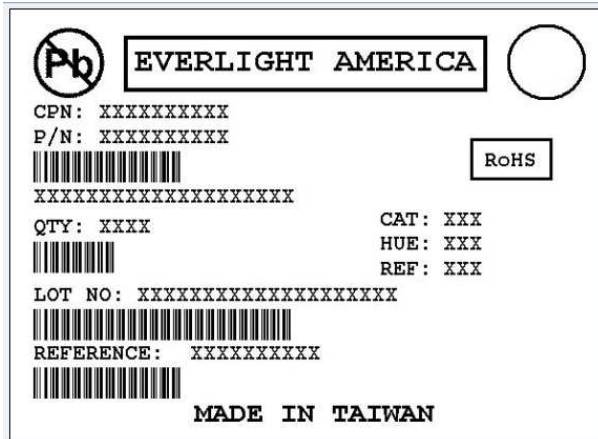 Pb EVERLIGHT AMERICA
CPN: XXXXXXXXXX
P/N: XXXXXXXXXX
RoHS
XXXXXXXXXXXXXXXXXXXX
QTY: XXXX
CAT: XXX
HUE: XXX
REF: XXX
LOT NO: XXXXXXXXXXXXXXXXXXXX
REFERENCE: XXXXXXXXXX
MADE IN TAIWAN